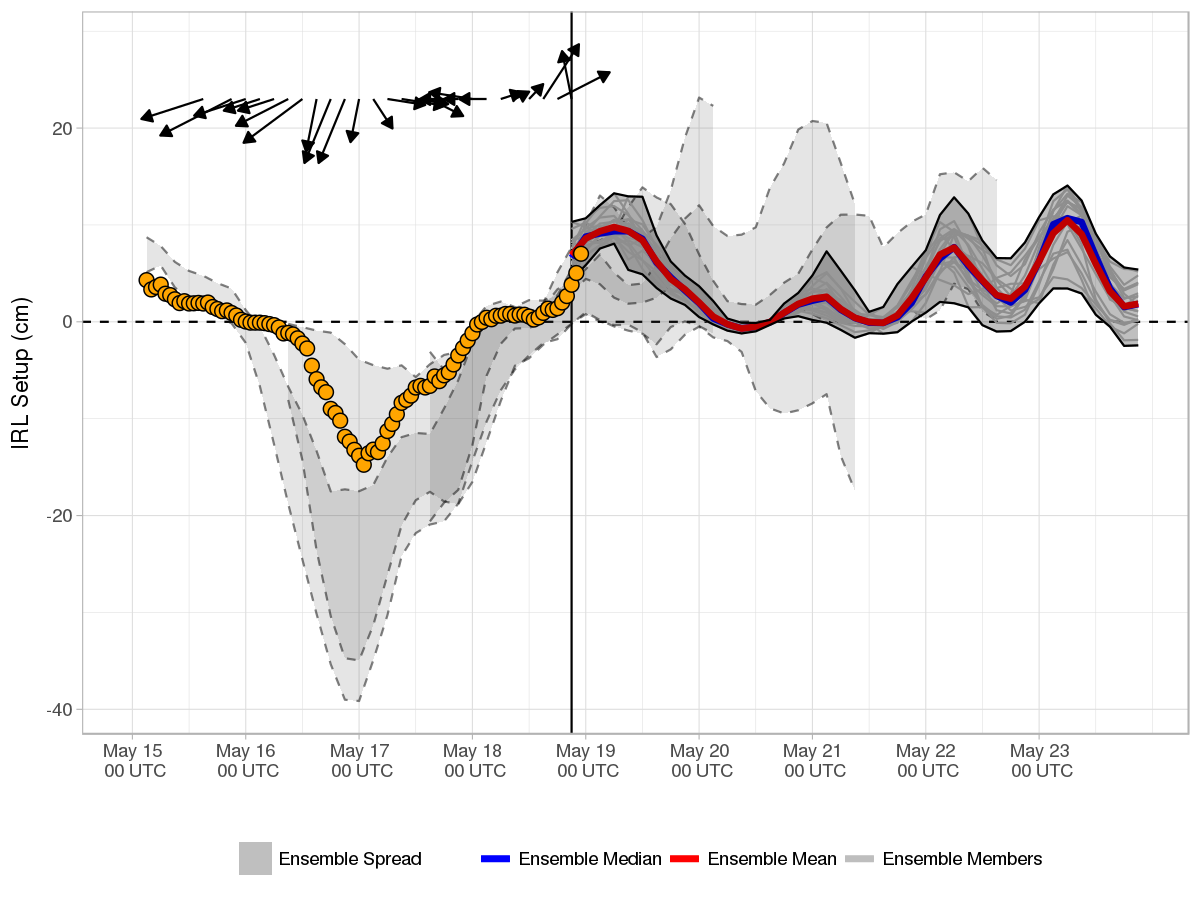 IRL Setup (cm)
20
0
-20
-40
May 15 May 16 May 17 May 18 May 19 May 20 May 21 May 22 May 23
00 UTC 00 UTC 00 UTC 00 UTC 00 UTC 00 UTC 00 UTC 00 UTC 00 UTC
Ensemble Spread Ensemble Median Ensemble Mean Ensemble Members